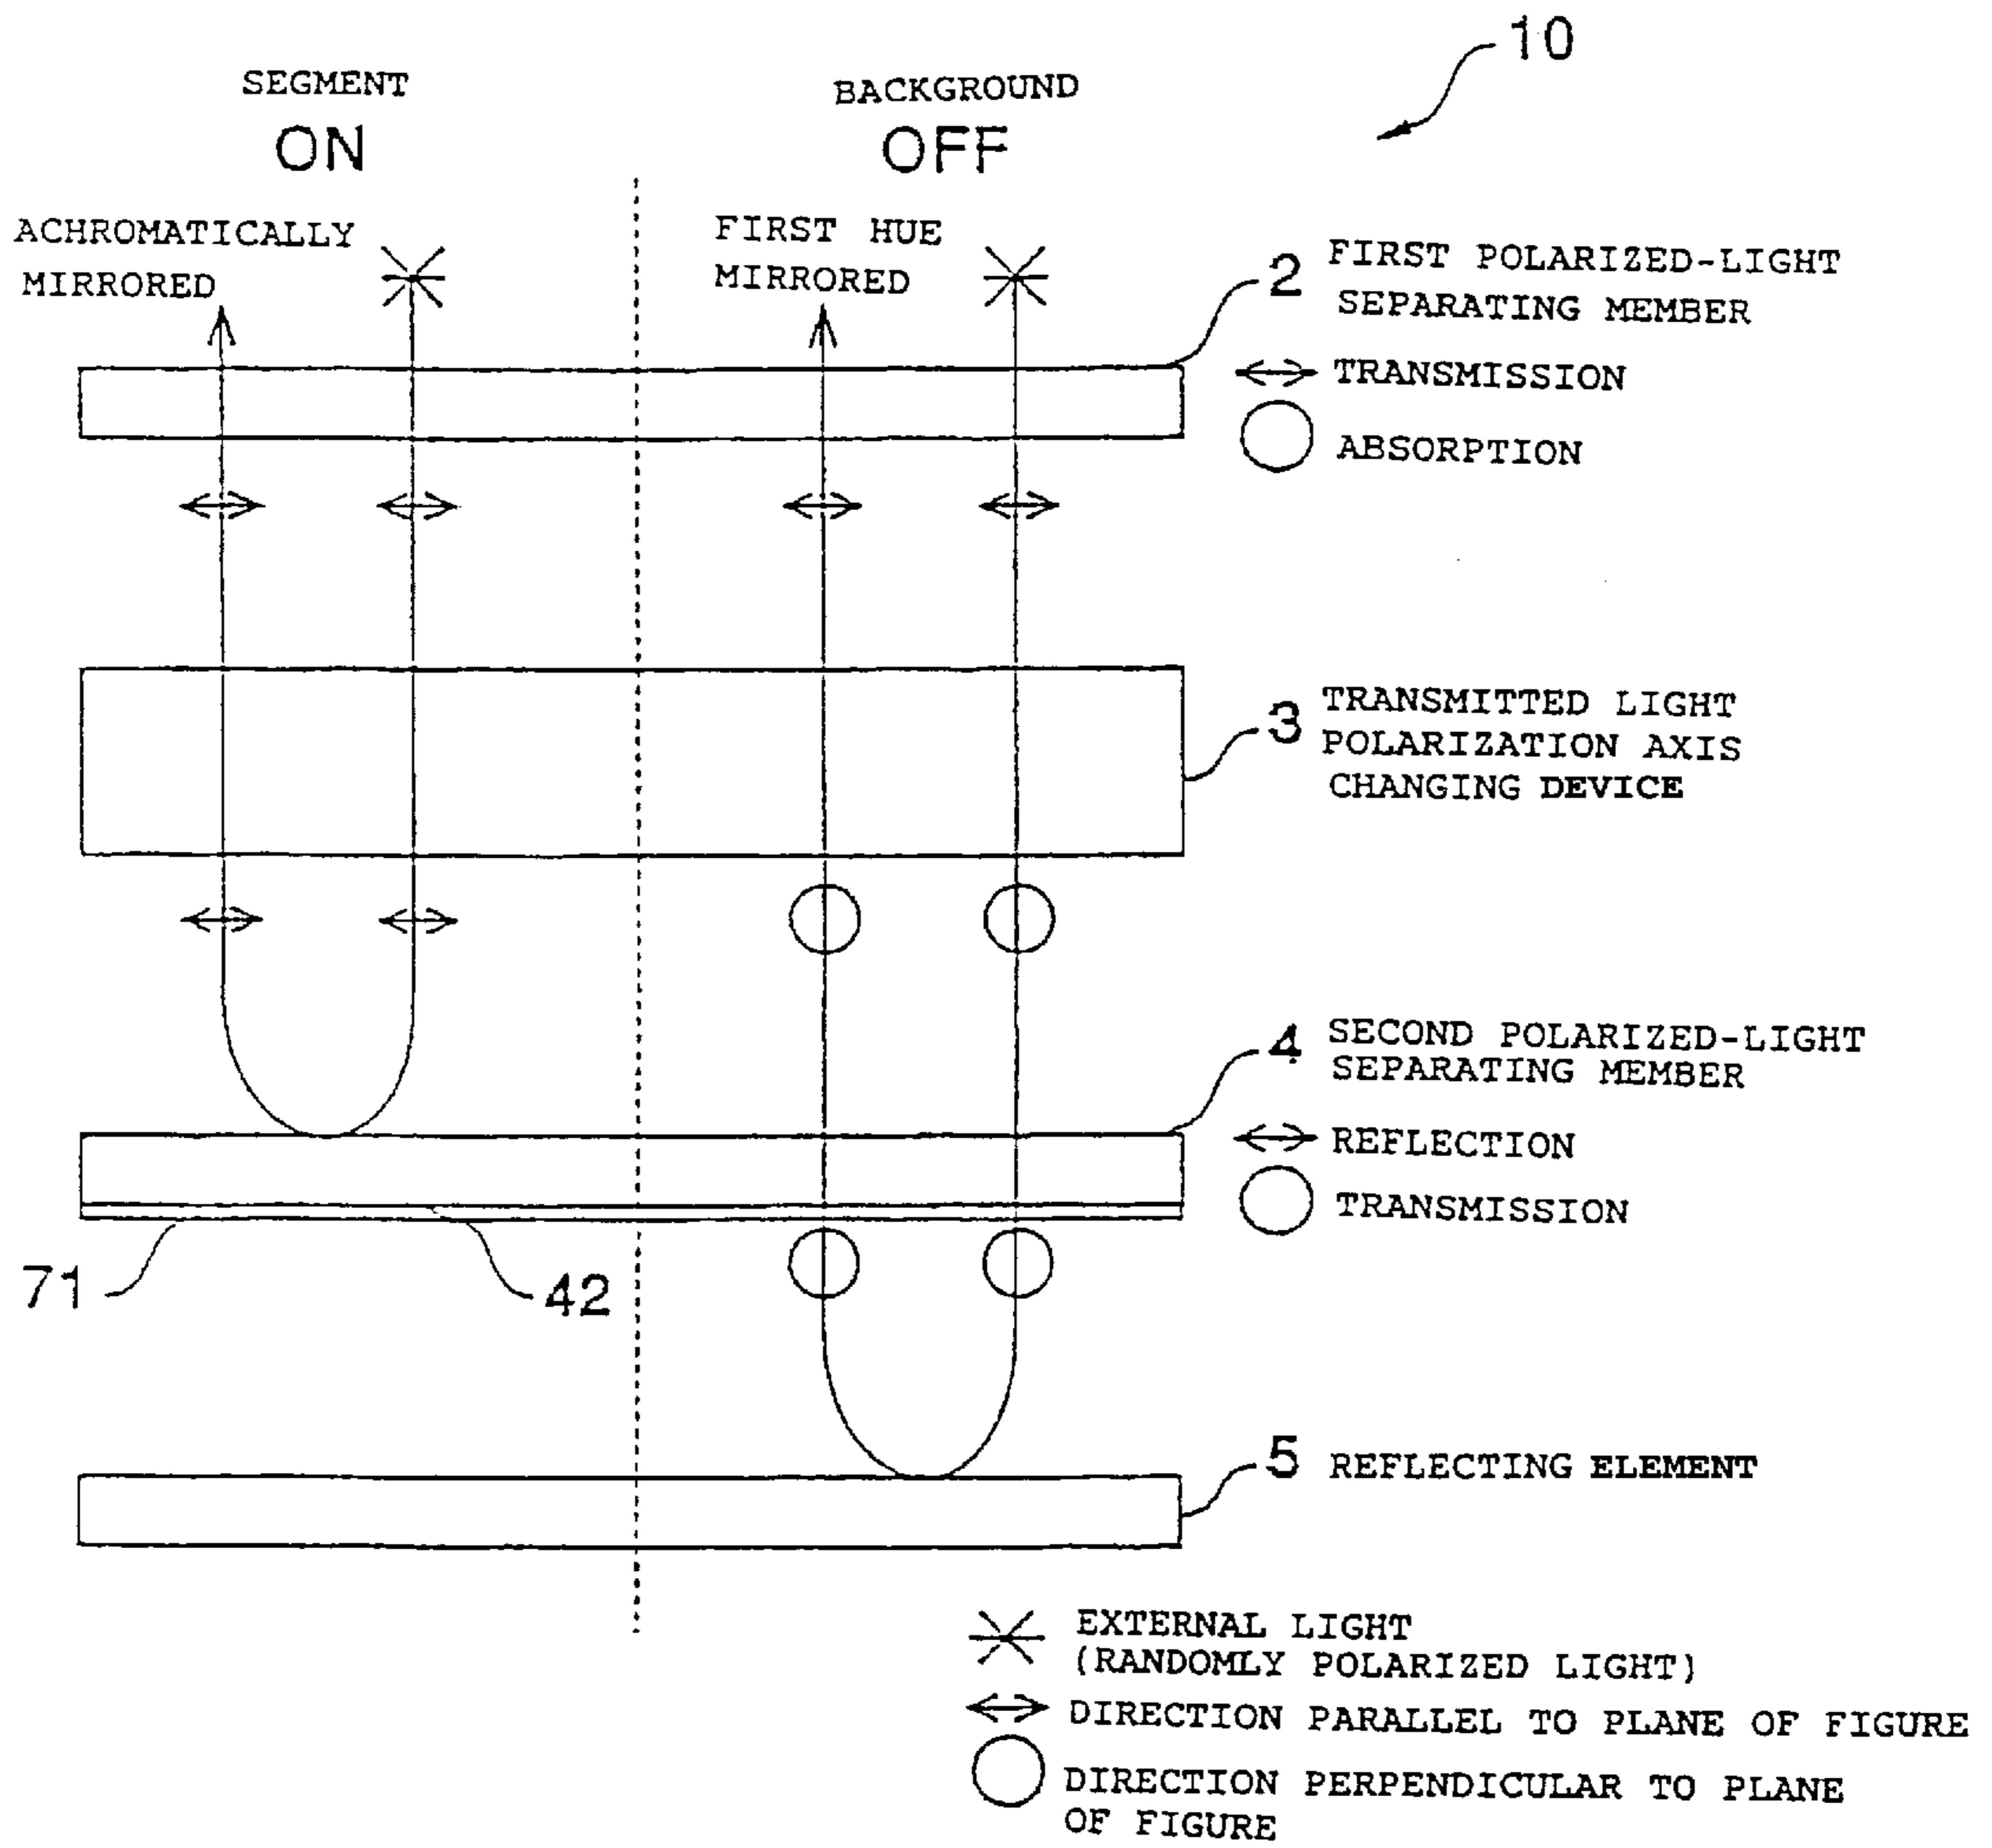 10
SEGMENT
ON
BACKGROUND
OFF
ACHROMATICALLY
MIRRORED
FIRST HUE
MIRRORED
2 FIRST POLARIZED-LIGHT
SEPARATING MEMBER
TRANSMISSION
ABSORPTION
3 TRANSMITTED LIGHT
POLARIZATION AXIS
CHANGING DEVICE
4 SECOND POLARIZED-LIGHT
SEPARATING MEMBER
REFLECTION
TRANSMISSION
71
42
5 REFLECTING ELEMENT
EXTERNAL LIGHT
(RANDOMLY POLARIZED LIGHT)
DIRECTION PARALLEL TO PLANE OF FIGURE
DIRECTION PERPENDICULAR TO PLANE
OF FIGURE